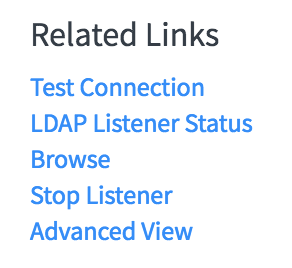 Related Links
Test Connection
LDAP Listener Status
Browse
Stop Listener
Advanced View